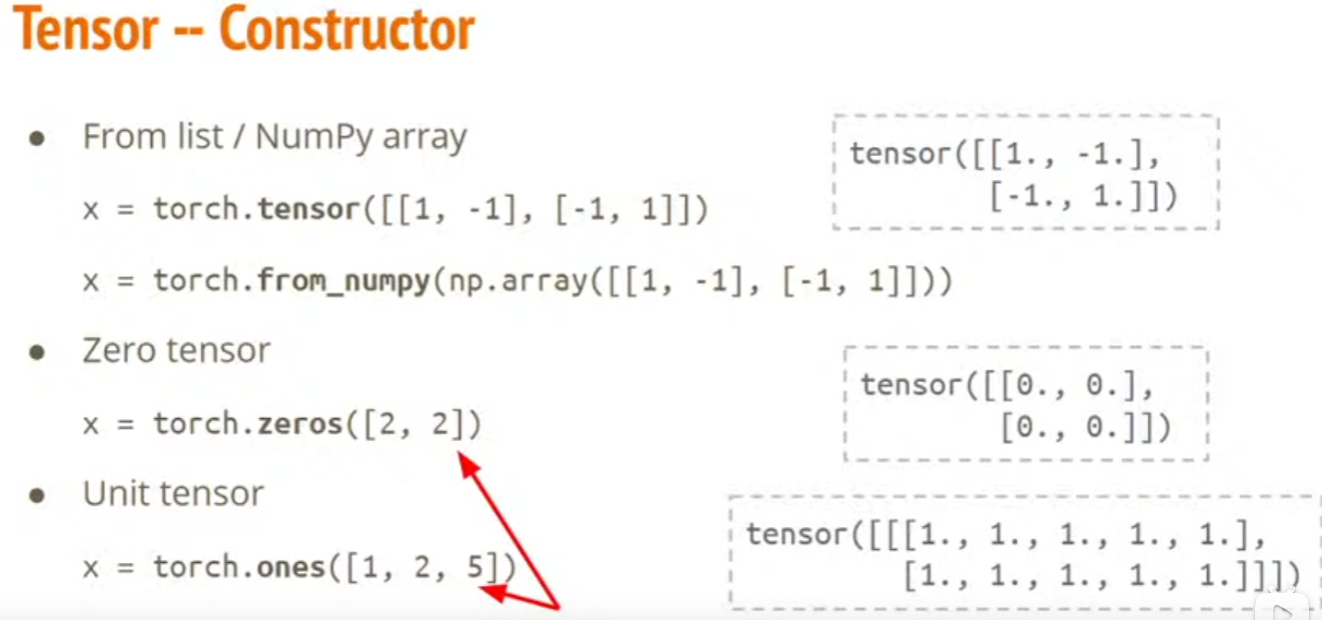 Tensor -- Constructor
● From list / NumPy array
x = torch.tensor([[1, -1], [-1, 1]])
tensor([[1., -1.],
[-1., 1.]])
x = torch.from_numpy(np.array([[1, -1], [-1, 1]]))
● Zero tensor
x = torch.zeros([2, 2])
tensor([[0., 0.],
[0., 0.]])
● Unit tensor
x = torch.ones([1, 2, 5])
tensor([[[1., 1., 1., 1., 1.],
[1., 1., 1., 1., 1.]]])